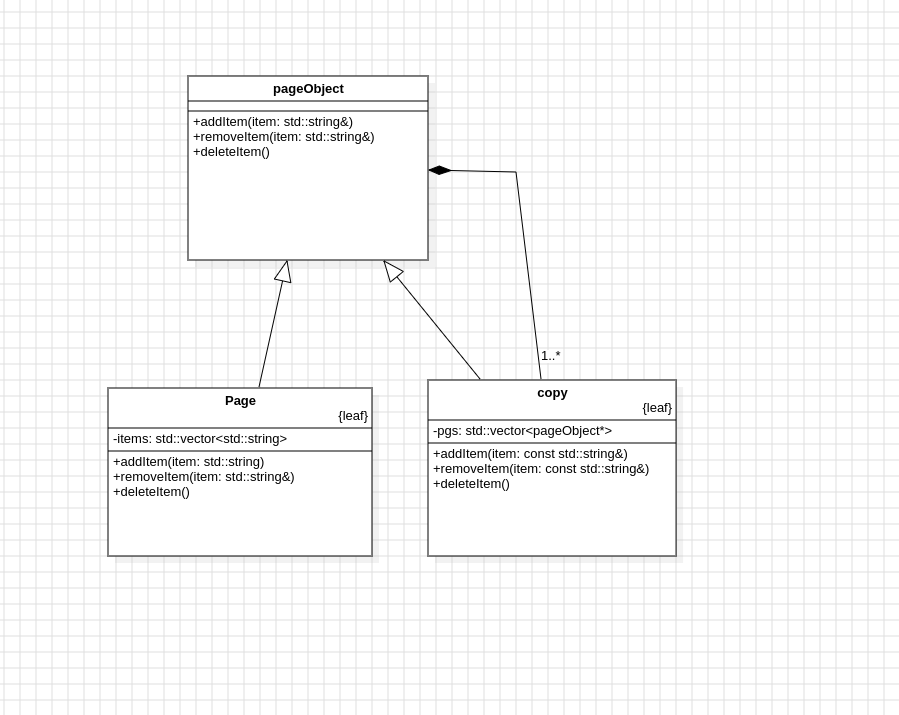 pageObject
+addItem(item: std::string&)
+removeItem(item: std::string&)
+deleteItem()
1..*
Page
{leaf}
-items: std::vector<std::string>
+addItem(item: std::string)
+removeItem(item: std::string&)
+deleteItem()
copy
{leaf}
-pgs: std::vector<pageObject*>
+addItem(item: const std::string&)
+removeItem(item: const std::string&)
+deleteItem()